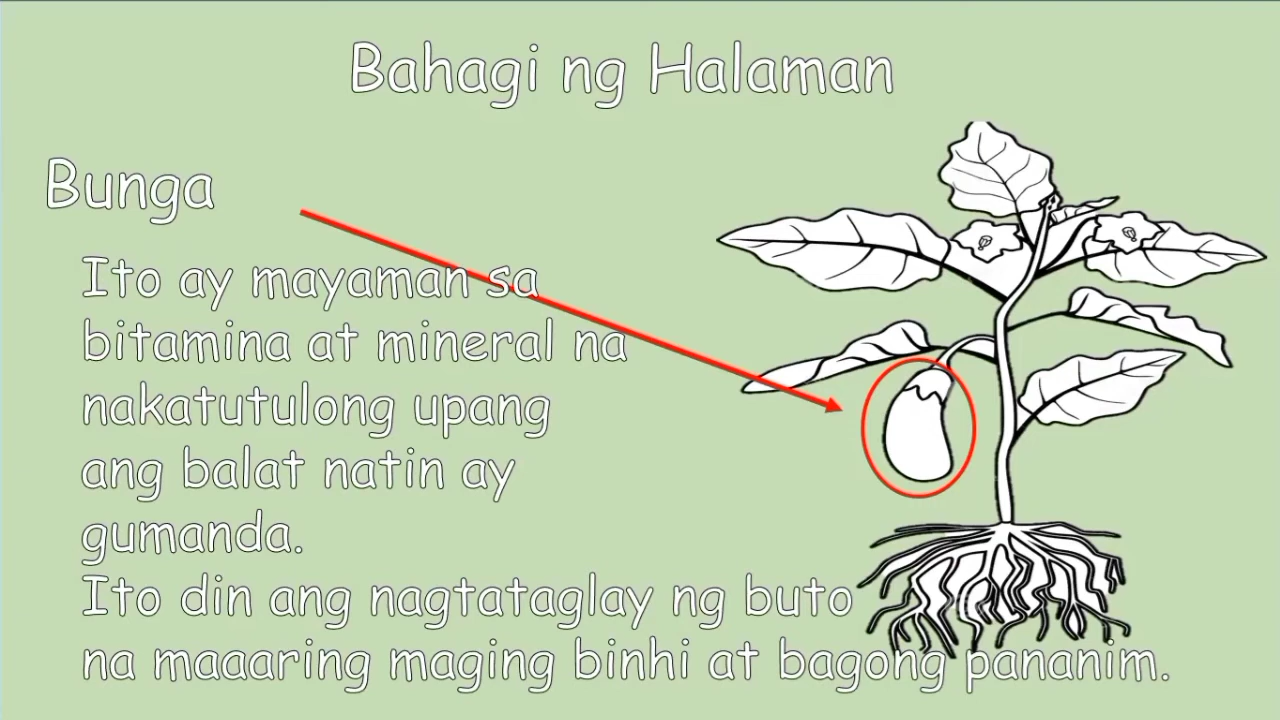 Bahagi ng Halaman
Bunga
Ito ay mayaman sa
bitamina at mineral na
nakatutulong upang
ang balat natin ay
gumanda.
Ito din ang nagtataglay ng buto
na maaaring maging binhi at bagong pananim.